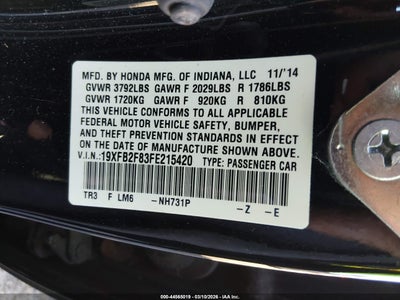 MFD. BY HONDA MFG. OF INDIANA, LLC 11/'14
GVWR 3792LBS GAWR F 2029LBS R 1786LBS
GVWR 1720KG GAWR F 920KG R 810KG
THIS VEHICLE CONFORMS TO ALL APPLICABLE
FEDERAL MOTOR VEHICLE SAFETY, BUMPER,
AND THEFT PREVENTION STANDARDS IN EFFECT
ON THE DATE OF MANUFACTURE SHOWN ABOVE.
V.I.N.:19XFB2F83FE215420 TYPE: PASSENGER CAR
TR3 F LM6 -NH731P -Z -E
000-44565019 | 03/10/2026 | © IAA, Inc.